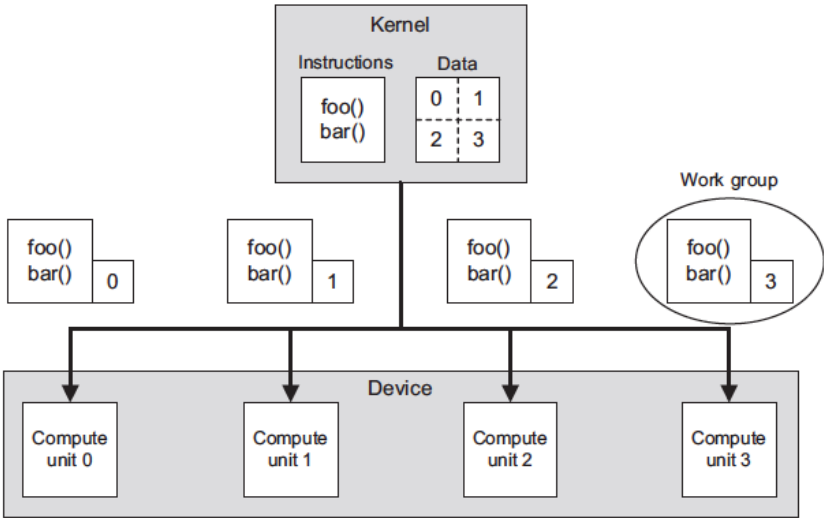 Kernel
Instructions
Data
foo()
bar()
0 1
2 3
Work group
foo()
bar()
0
foo()
bar()
1
foo()
bar()
2
foo()
bar()
3
Device
Compute
unit 0
Compute
unit 1
Compute
unit 2
Compute
unit 3